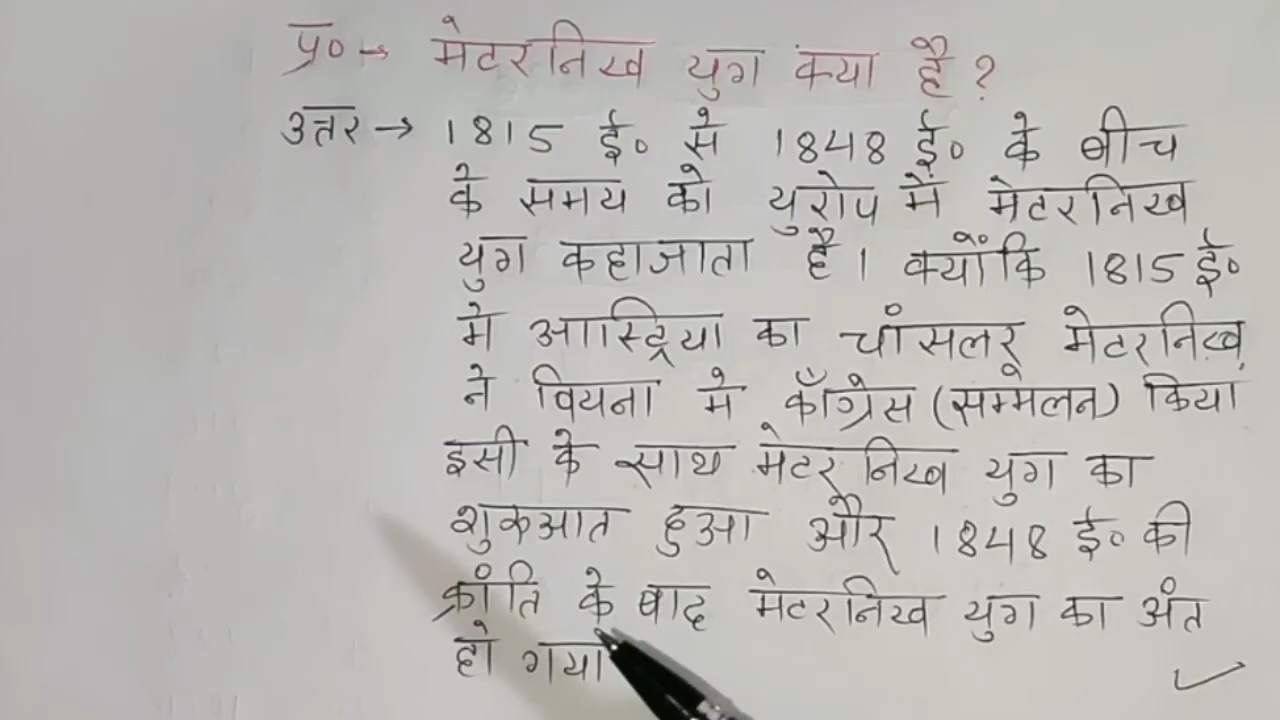 प्र० → मेटरनिख युग क्या है?
उत्तर → 1815 ई० से 1848 ई० के बीच
के समय को युरोप में मेटरनिख
युग कहाजाता है। क्योंकि 1815 ई०
मे आस्ट्रिया का चांसलर मेटरनिख
ने वियना मे काँग्रेस (सम्मेलन) किया
इसी के साथ मेटरनिख युग का
शुरूआत हुआ और 1848 ई० की
क्रांति के बाद मेटरनिख युग का अंत
हो गया